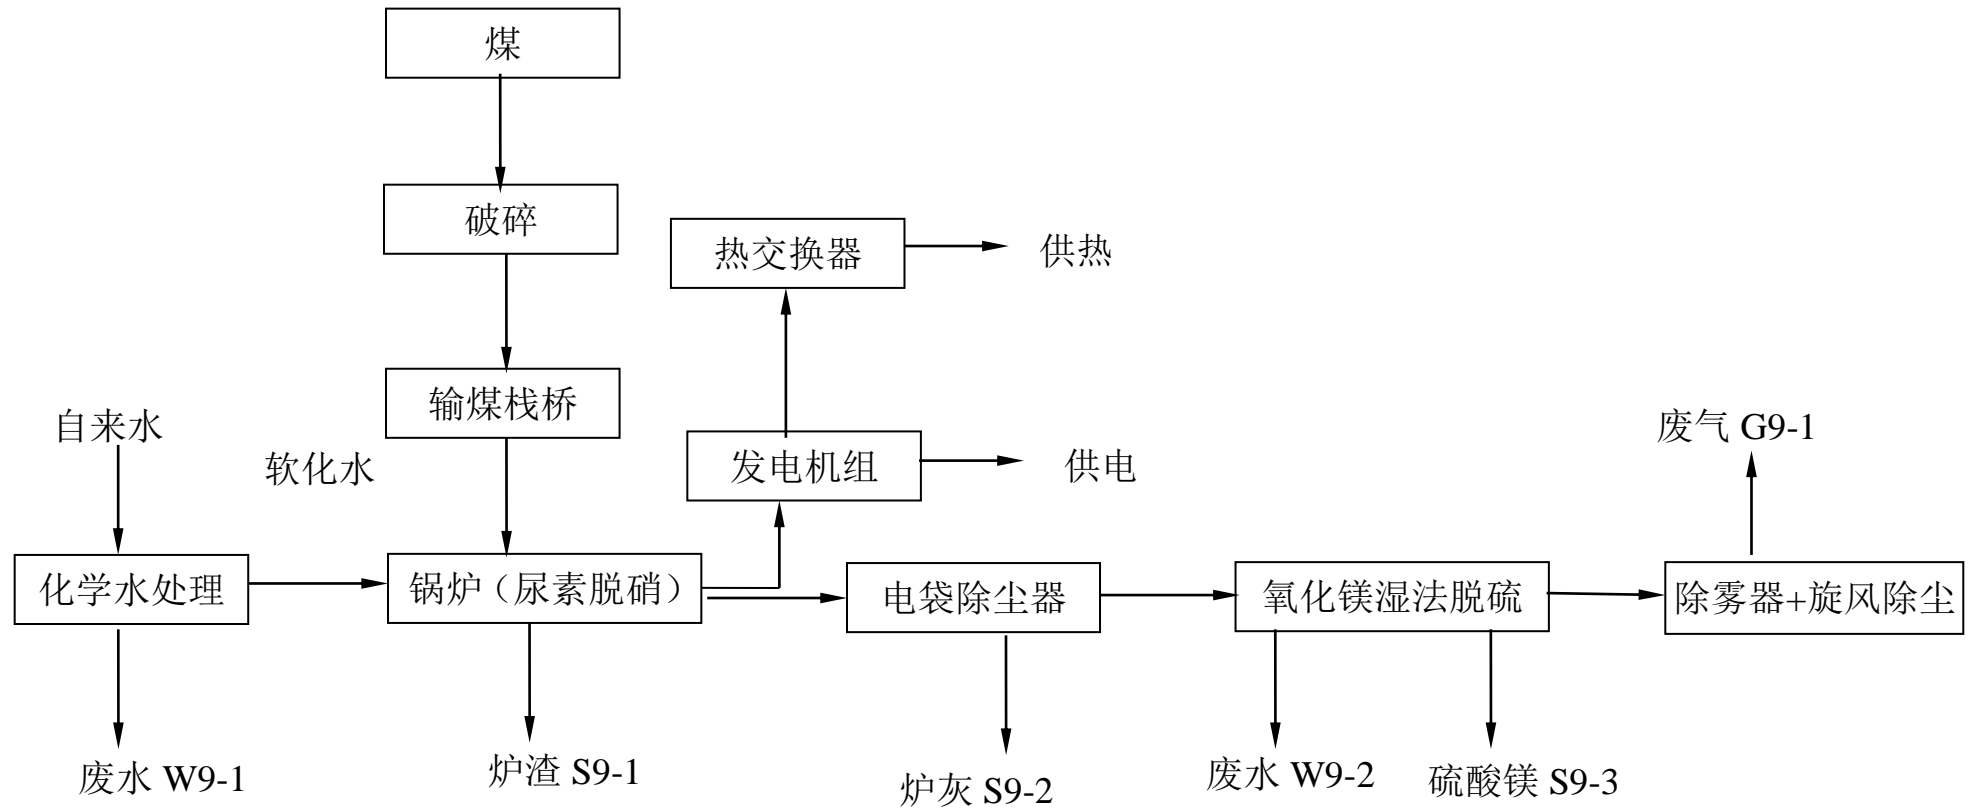 煤
破碎
热交换器
供热
输煤栈桥
自来水
软化水
发电机组
供电
废气 G9-1
化学水处理
锅炉（尿素脱硝）
电袋除尘器
氧化镁湿法脱硫
除雾器+旋风除尘
废水 W9-1
炉渣 S9-1
炉灰 S9-2
废水 W9-2
硫酸镁 S9-3